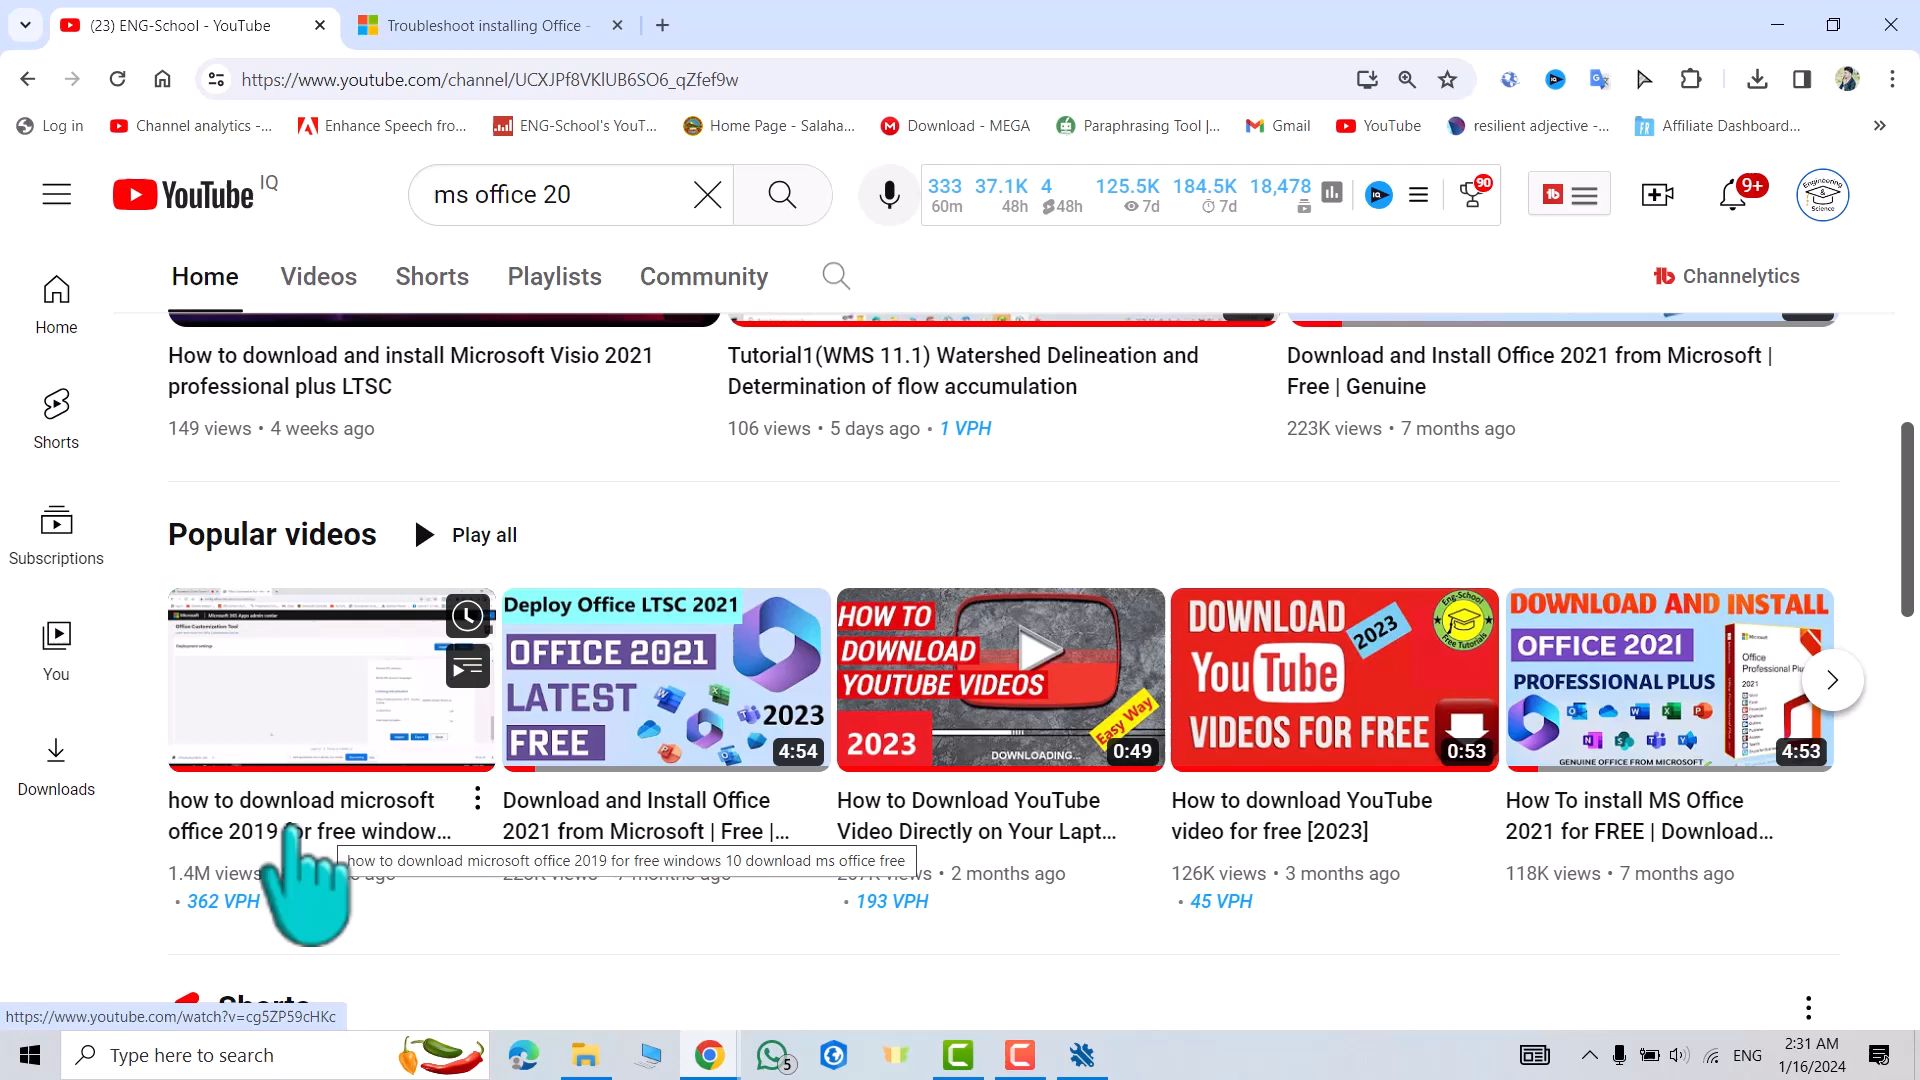 (23) ENG-School - YouTube
Troubleshoot installing Office -
https://www.youtube.com/channel/UCXJPf8VKlUB6SO6_qZfef9w
Log in
Channel analytics -...
Enhance Speech fro...
ENG-School's YouT...
Home Page - Salaha...
Download - MEGA
Paraphrasing Tool |...
Gmail
YouTube
resilient adjective -...
Affiliate Dashboard...
YouTube IQ
ms office 20
333 37.1K 4 125.5K 184.5K 18,478
60m 48h 48h 7d 7d
90
9+
Home
Videos
Shorts
Playlists
Community
Channelytics
Home
Shorts
Subscriptions
You
Downloads
How to download and install Microsoft Visio 2021
professional plus LTSC
149 views • 4 weeks ago
Tutorial1(WMS 11.1) Watershed Delineation and
Determination of flow accumulation
106 views • 5 days ago • 1 VPH
Download and Install Office 2021 from Microsoft |
Free | Genuine
223K views • 7 months ago
Popular videos
Play all
Deploy Office LTSC 2021
OFFICE 2021
LATEST
2023
FREE
4:54
HOW TO
DOWNLOAD
YOUTUBE VIDEOS
2023
Easy Way
DOWNLOADING...
0:49
DOWNLOAD
2023
YouTube
VIDEOS FOR FREE
Eng-School
Free Tutorials
0:53
DOWNLOAD AND INSTALL
OFFICE 2021
PROFESSIONAL PLUS
Microsoft
Office
Professional Plus
2021
GENUINE OFFICE FROM MICROSOFT
4:53
how to download microsoft
office 2019 for free window...
1.4M views
• 362 VPH
how to download microsoft office 2019 for free windows 10 download ms office free
Download and Install Office
2021 from Microsoft | Free |...
How to Download YouTube
Video Directly on Your Lapt...
• 2 months ago
• 193 VPH
How to download YouTube
video for free [2023]
126K views • 3 months ago
• 45 VPH
How To install MS Office
2021 for FREE | Download...
118K views • 7 months ago
Shorts
https://www.youtube.com/watch?v=cg5ZP59cHKc
Type here to search
5
ENG
2:31 AM
1/16/2024